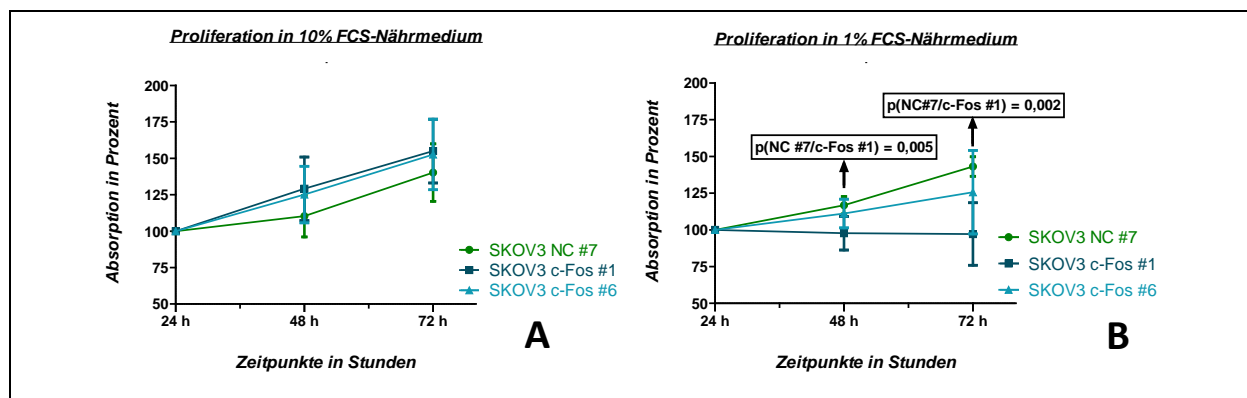 Proliferation in 10% FCS-Nährmedium
Absorption in Prozent
200
175
150
125
100
75
50
24 h
48 h
72 h
SKOV3 NC #7
SKOV3 c-Fos #1
SKOV3 c-Fos #6
A
Zeitpunkte in Stunden
Proliferation in 1% FCS-Nährmedium
Absorption in Prozent
200
175
150
125
100
75
50
p(NC#7/c-Fos #1) = 0,002
p(NC #7/c-Fos #1) = 0,005
24 h
48 h
72 h
SKOV3 NC #7
SKOV3 c-Fos #1
SKOV3 c-Fos #6
B
Zeitpunkte in Stunden